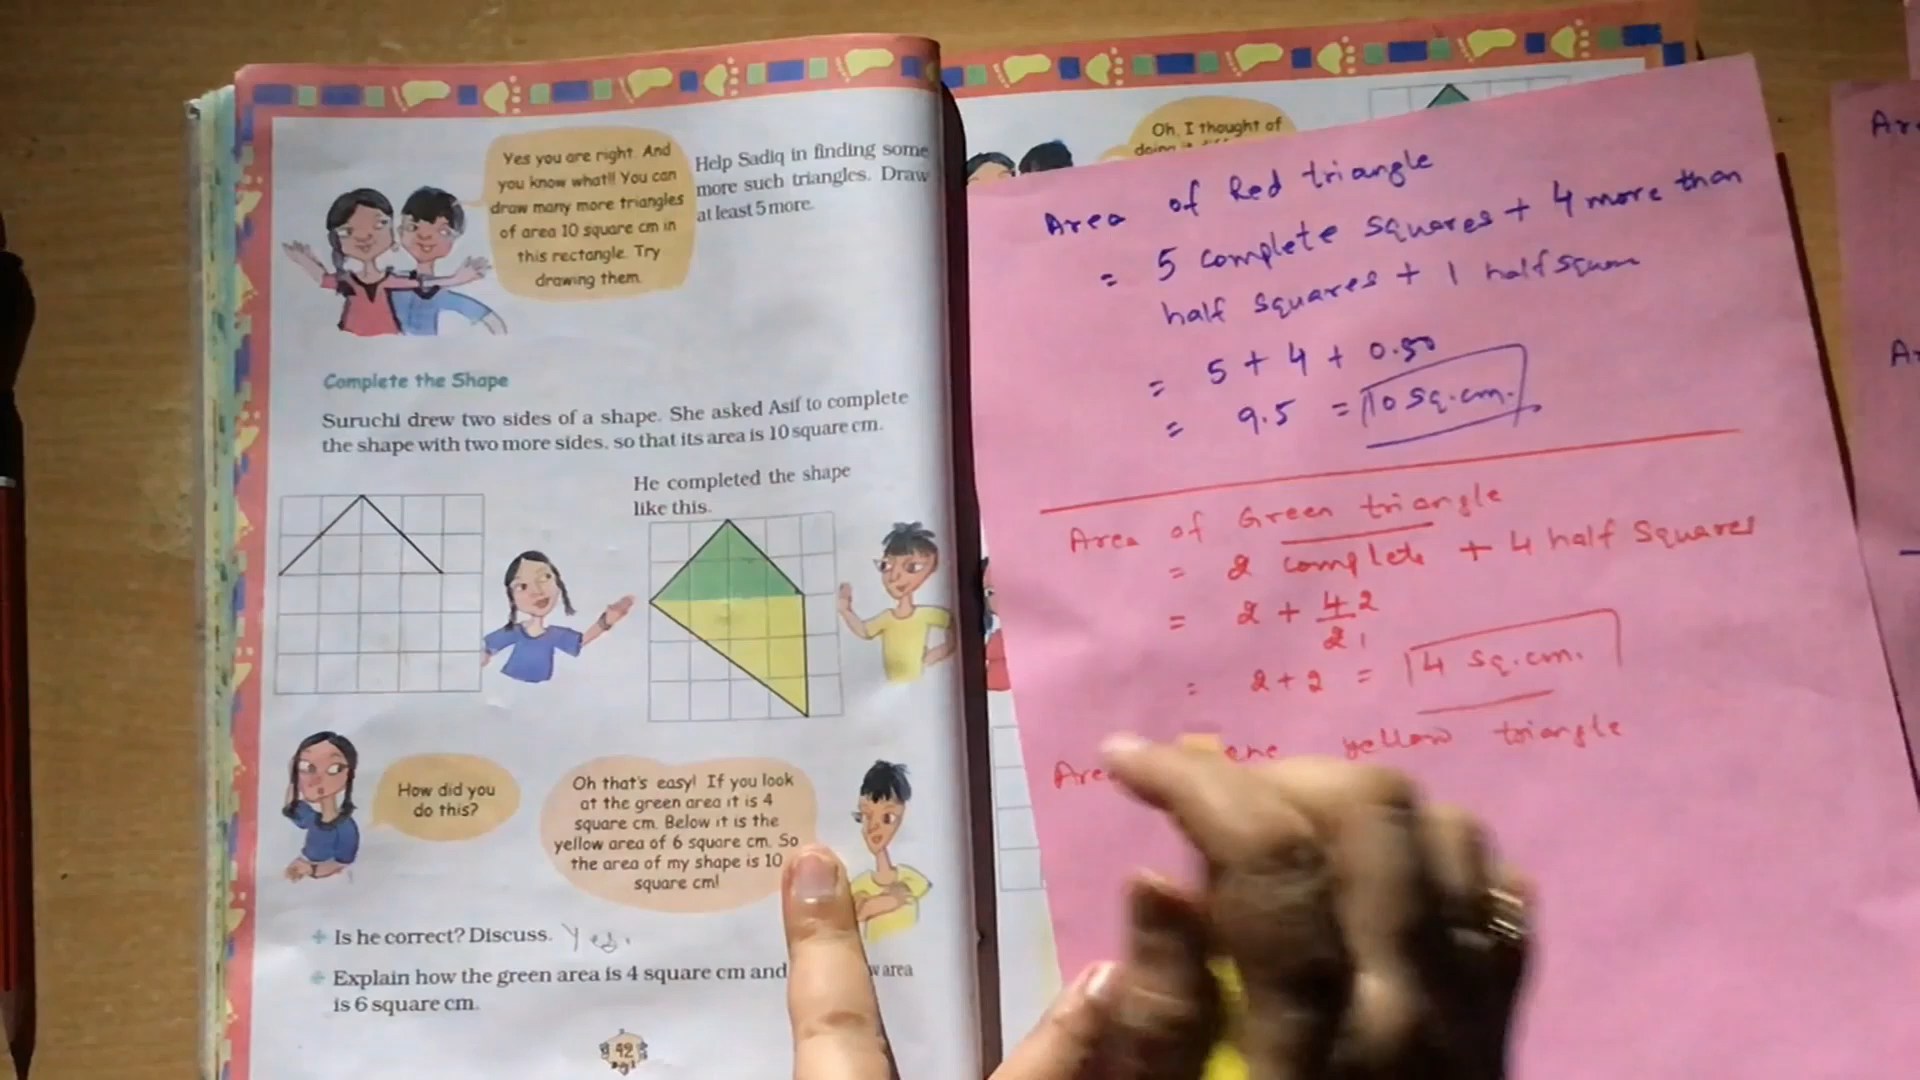 Yes you are right. And
you know what!! You can
draw many more triangles
of area 10 square cm in
this rectangle. Try
drawing them.
Help Sadiq in finding some
more such triangles. Draw
at least 5 more.
Complete the Shape
Suruchi drew two sides of a shape. She asked Asif to complete
the shape with two more sides, so that its area is 10 square cm.
He completed the shape
like this.
How did you
do this?
Oh that's easy! If you look
at the green area it is 4
square cm. Below it is the
yellow area of 6 square cm. So
the area of my shape is 10
square cm!
Is he correct? Discuss. Yes.
Explain how the green area is 4 square cm and area
is 6 square cm.
42
Oh, I thought of
Area of Red triangle
= 5 complete squares + 4 more than
half squares + 1 half square
= 5 + 4 + 0.50
= 9.5 = 10 sq.cm.
Area of Green triangle
= 2 complete + 4 half Squares
= 2 + 4/2 2 1
= 2 + 2 = 4 sq.cm.
yellow triangle